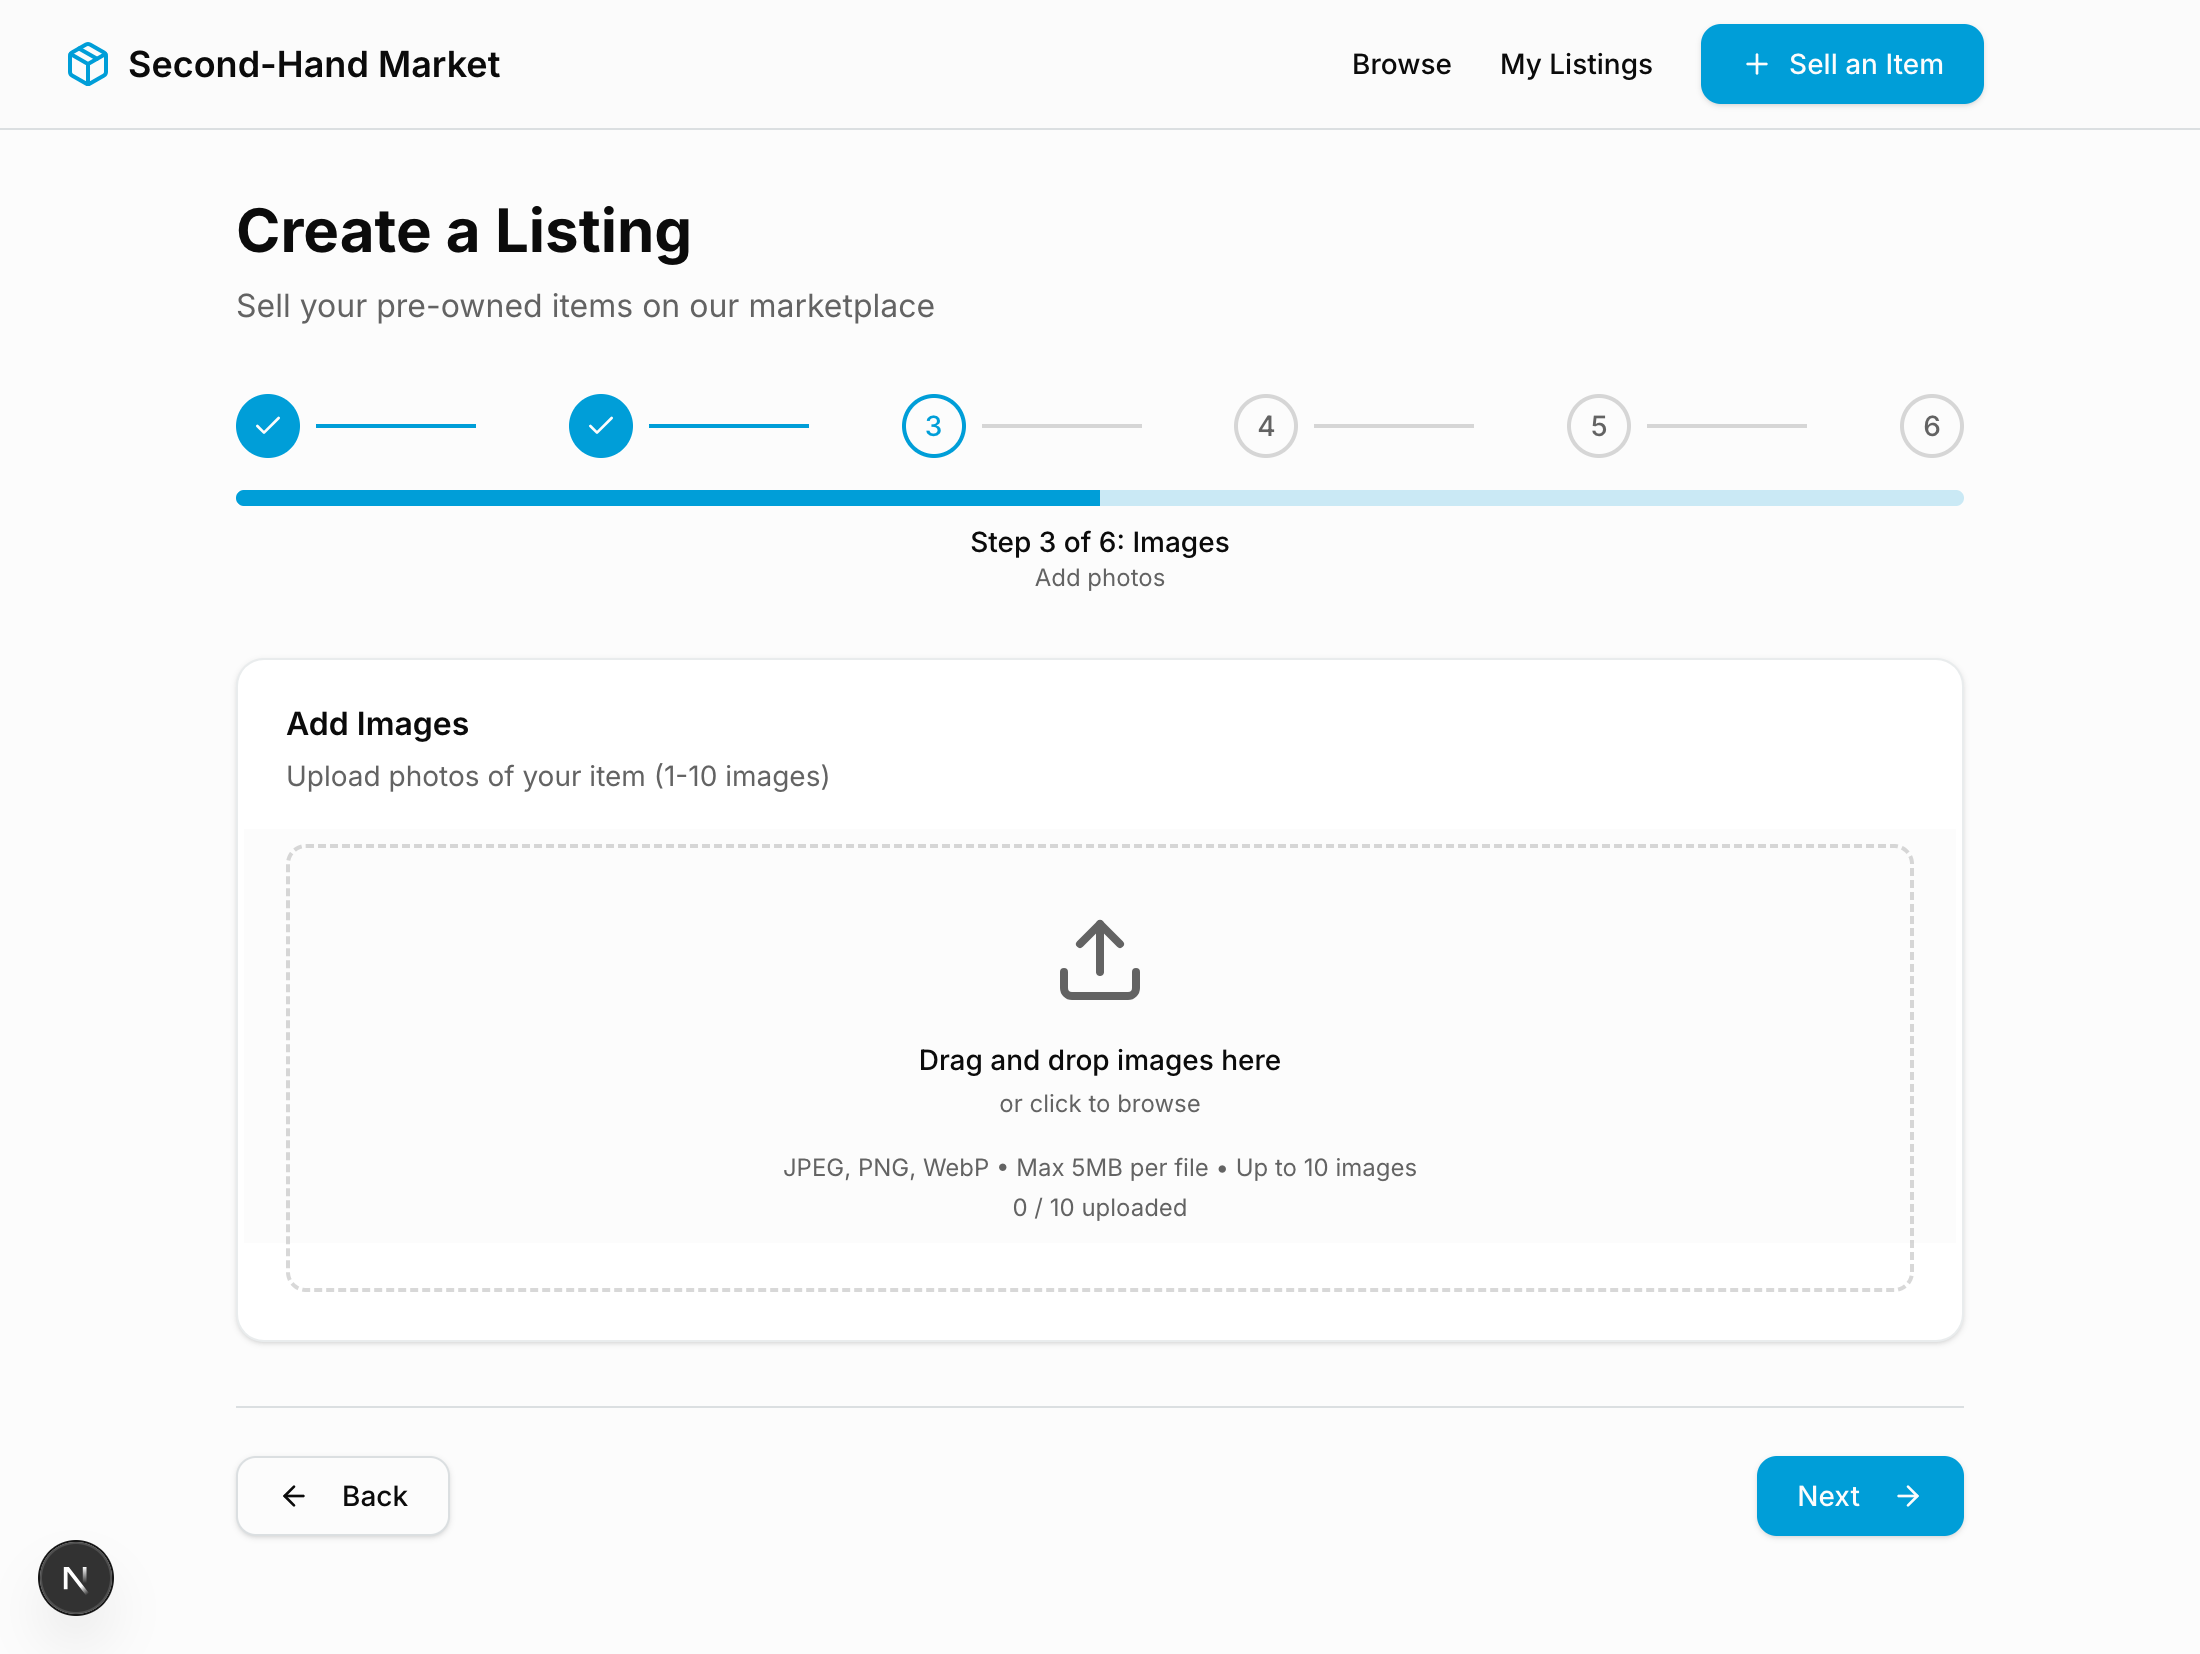 Second-Hand Market
Browse
My Listings
Sell an Item
Create a Listing
Sell your pre-owned items on our marketplace
3
4
5
6
Step 3 of 6: Images
Add photos
Add Images
Upload photos of your item (1-10 images)
Drag and drop images here
or click to browse
JPEG, PNG, WebP • Max 5MB per file • Up to 10 images
0 / 10 uploaded
Back
Next
N